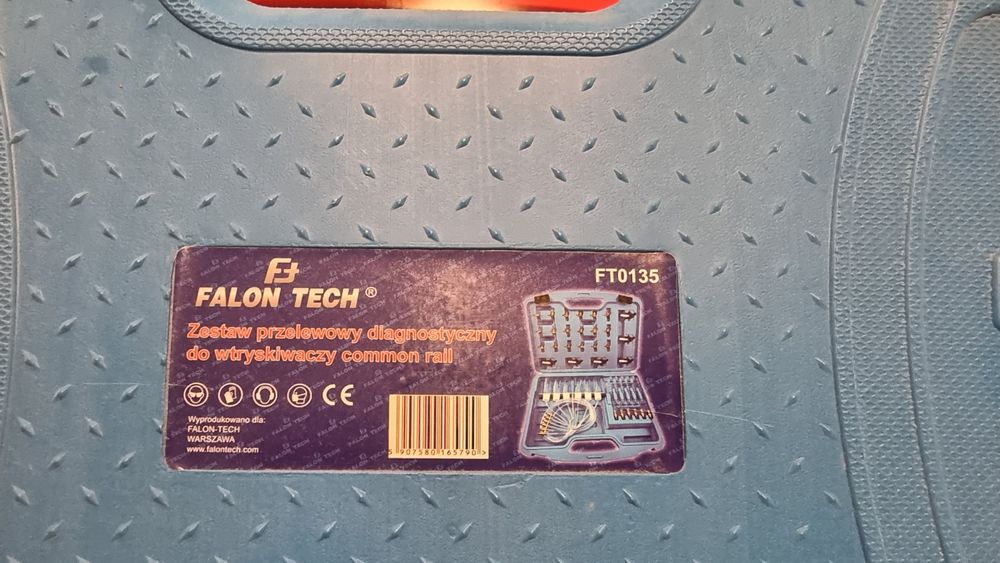 FALON TECH®
FT0135
Zestaw przelewowy diagnostyczny
do wtryskiwaczy common rail
CE
Wyprodukowano dla:
FALON-TECH
WARSZAWA
www.falontech.com
5 907580 165790 >